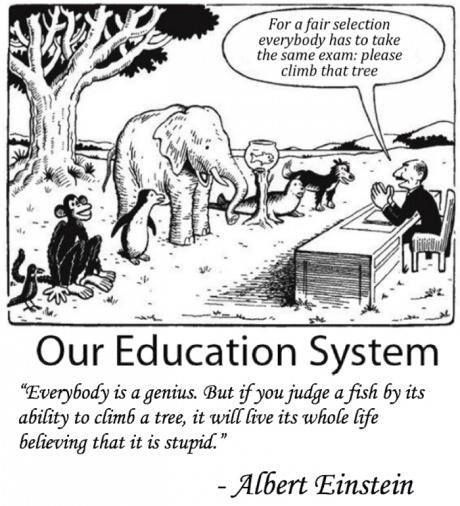 For a fair selection
everybody has to take
the same exam: please
climb that tree
Our Education System
“Everybody is a genius. But if you judge a fish by its
ability to climb a tree, it will live its whole life
believing that it is stupid.”
- Albert Einstein